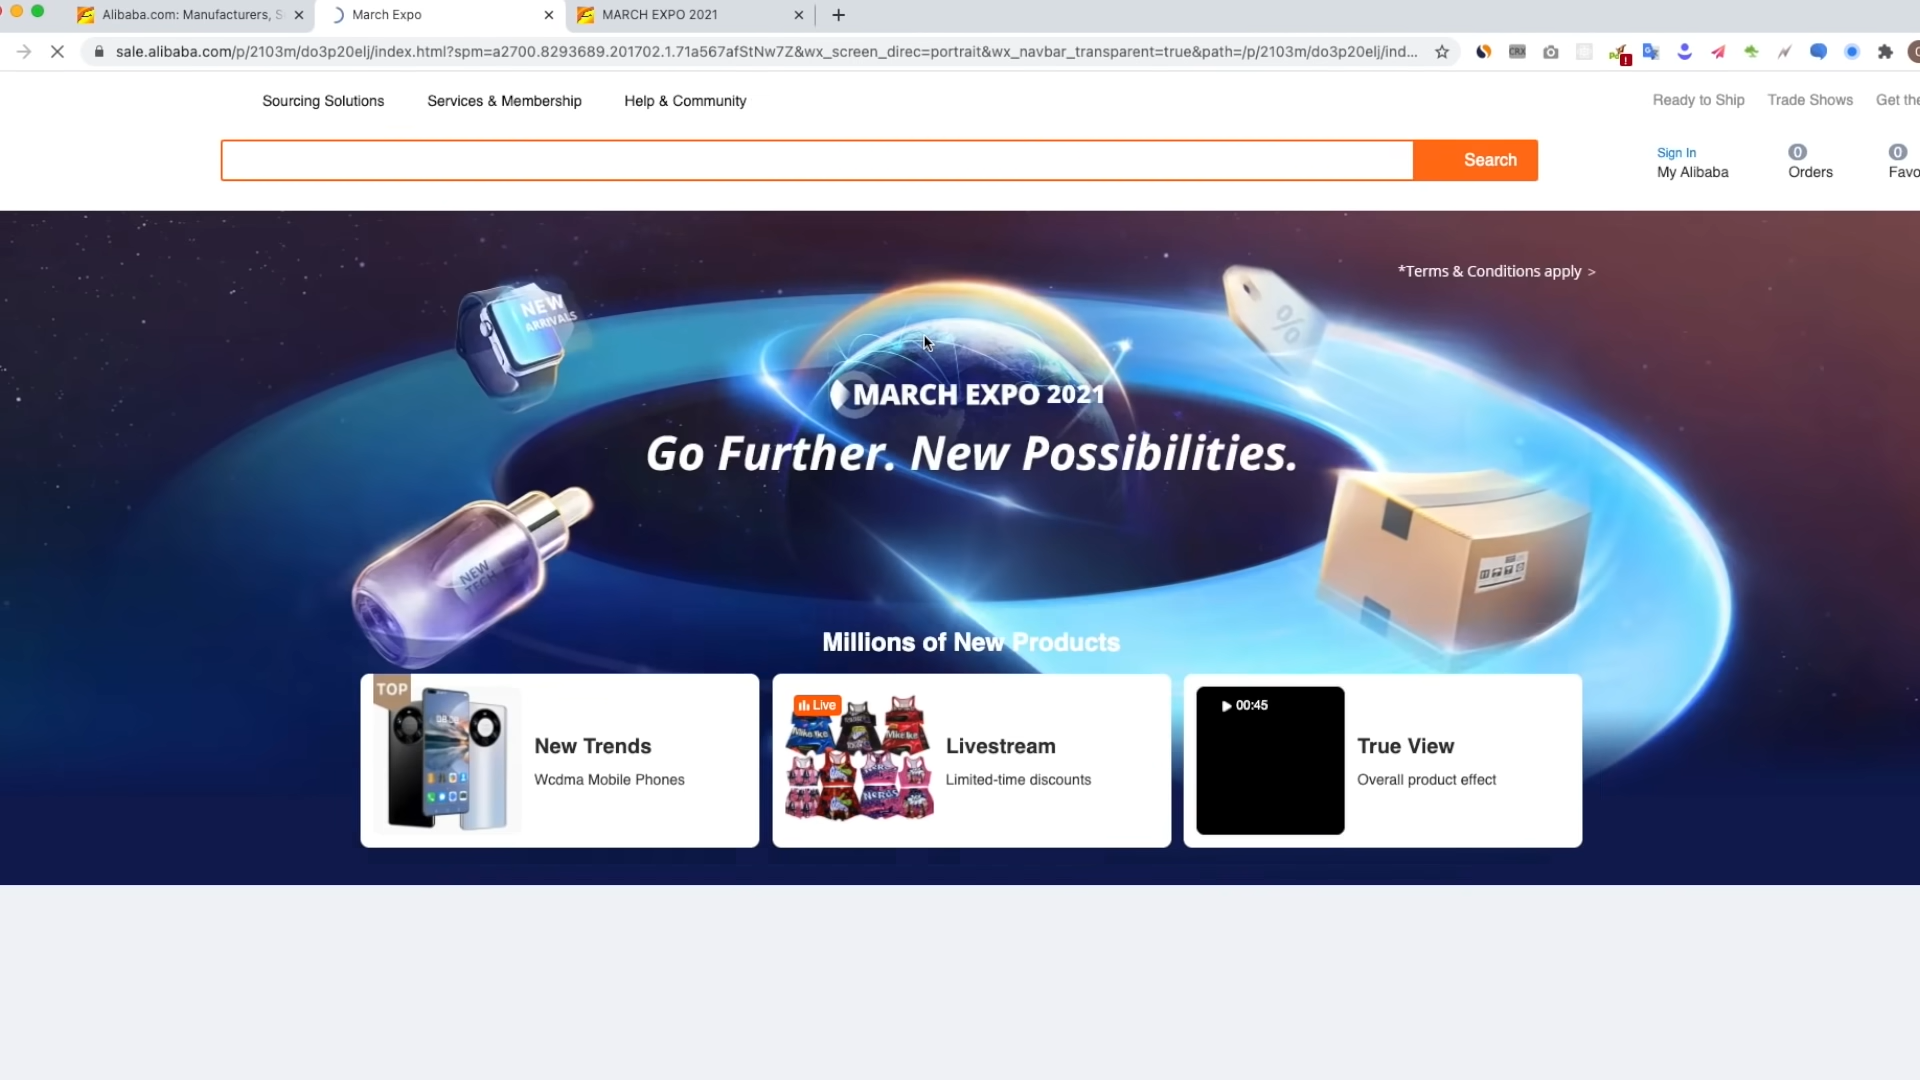 Alibaba.com: Manufacturers, S
March Expo
MARCH EXPO 2021
sale.alibaba.com/p/2103m/do3p20elj/index.html?spm=a2700.8293689.201702.1.71a567afStNw7Z&wx_screen_direc=portrait&wx_navbar_transparent=true&path=/p/2103m/do3p20elj/ind...
Sourcing Solutions
Services & Membership
Help & Community
Ready to Ship
Trade Shows
Get the
Search
Sign In
My Alibaba
0
Orders
0
Favo
*Terms & Conditions apply >
NEW
ARRIVALS
%
MARCH EXPO 2021
Go Further. New Possibilities.
NEW
TECH
Millions of New Products
TOP
New Trends
Wcdma Mobile Phones
Live
Livestream
Limited-time discounts
00:45
True View
Overall product effect